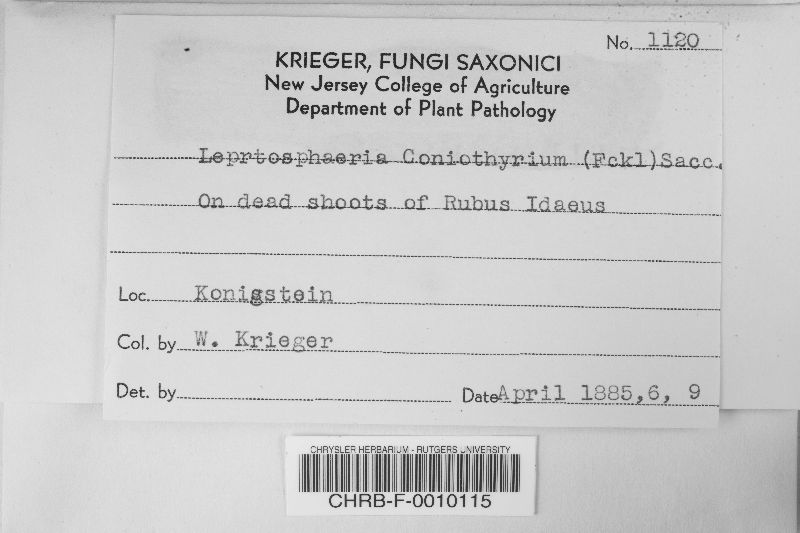 No. 1120
KRIEGER, FUNGI SAXONICI
New Jersey College of Agriculture
Department of Plant Pathology
Leprtosphaeria Coniothyrium (Fckl)Sacc.
On dead shoots of Rubus Idaeus
Loc. Konigstein
Col. by W. Krieger
Det. by
Date April 1885,6, 9
CHRYSLER HERBARIUM - RUTGERS UNIVERSITY
CHRB-F-0010115